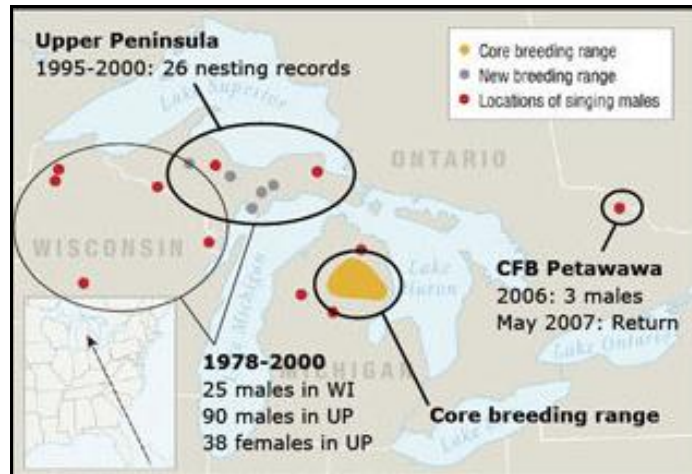 Upper Peninsula
1995-2000: 26 nesting records
Core breeding range
New breeding range
Locations of singing males
Lake Superior
ONTARIO
WISCONSIN
Lake Michigan
Lake Huron
CFB Petawawa
2006: 3 males
May 2007: Return
Lake Ontario
1978-2000
25 males in WI
90 males in UP
38 females in UP
MICHIGAN
Core breeding range
Lake